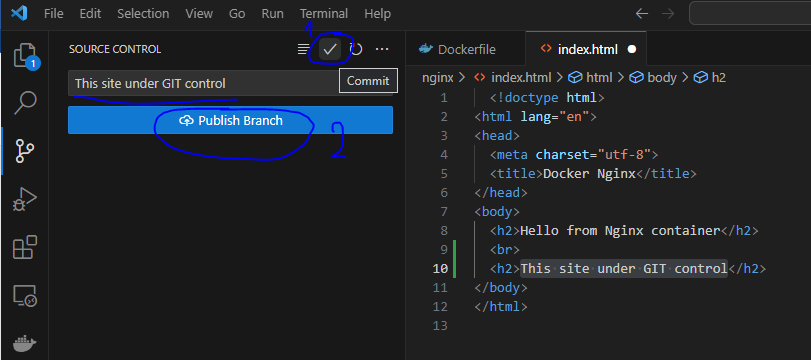 File Edit Selection View Go Run Terminal Help
1
SOURCE CONTROL
This site under GIT control
Commit
Publish Branch
2
1
Dockerfile
index.html
nginx > index.html > html > body > h2
1 <!doctype html>
2 <html lang="en">
3 <head>
4 <meta charset="utf-8">
5 <title>Docker Nginx</title>
6 </head>
7 <body>
8 <h2>Hello from Nginx container</h2>
9 <br>
10 <h2>This·site·under·GIT·control</h2>
11 </body>
12 </html>
13